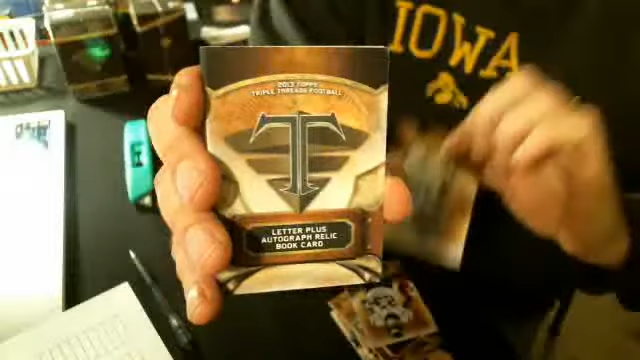 IOWA
2013 TOPPS
TRIPLE THREADS FOOTBALL
T
LETTER PLUS
AUTOGRAPH RELIC
BOOK CARD